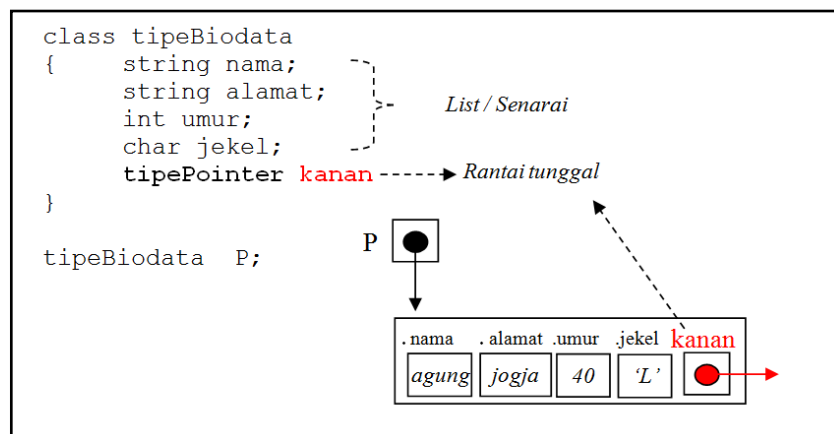 class tipeBiodata
{ string nama;
string alamat;
int umur;
char jekel;
List / Senarai
tipePointer kanan
Rantai tunggal
}
tipeBiodata P;
P
.nama . alamat .umur .jekel kanan
agung jogja 40 ‘L’